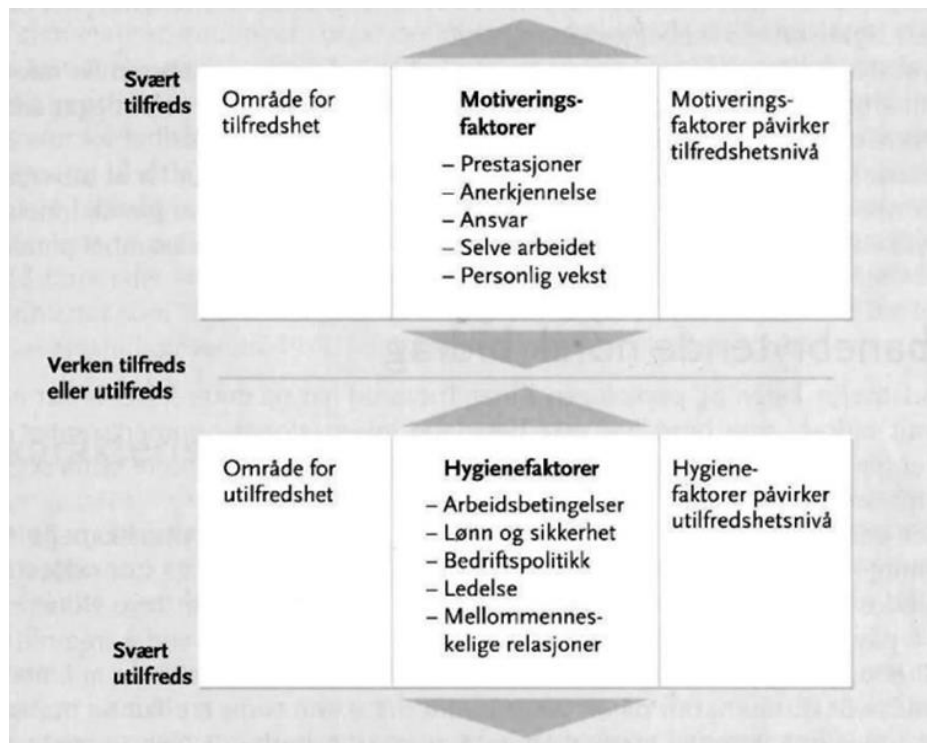 Svært
tilfreds
Område for
tilfredshet
Motiverings-
faktorer
– Prestasjoner
– Anerkjennelse
– Ansvar
– Selve arbeidet
– Personlig vekst
Motiverings-
faktorer påvirker
tilfredshetsnivå
Verken tilfreds
eller utilfreds
Område for
utilfredshet
Hygienefaktorer
– Arbeidsbetingelser
– Lønn og sikkerhet
– Bedriftspolitikk
– Ledelse
– Mellommennes-
kelige relasjoner
Hygiene-
faktorer påvirker
utilfredshetsnivå
Svært
utilfreds